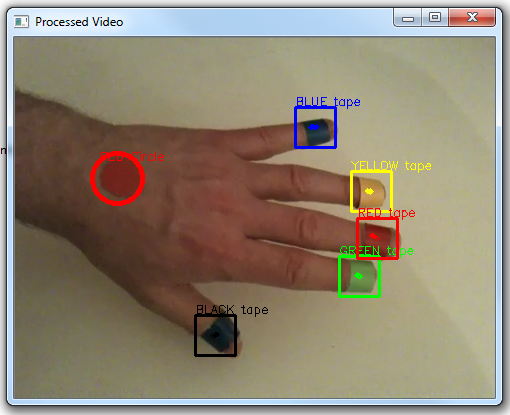 Processed Video
BLUE tape
YELLOW tape
RED tape
GREEN tape
BLACK tape
n